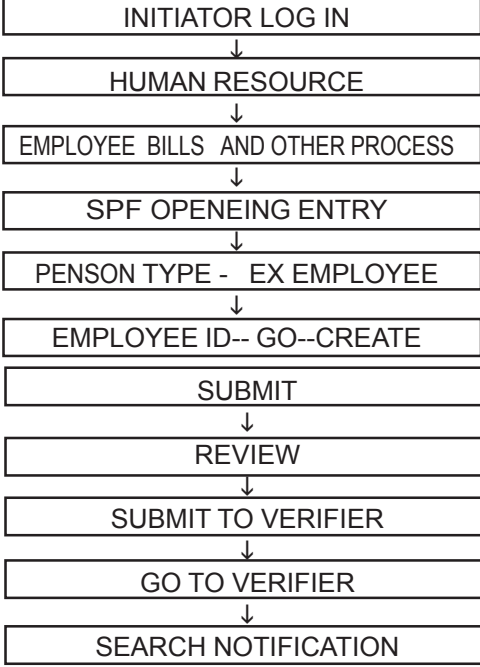 INITIATOR LOG IN
↓
HUMAN RESOURCE
↓
EMPLOYEE BILLS AND OTHER PROCESS
↓
SPF OPENEING ENTRY
↓
PENSON TYPE - EX EMPLOYEE
↓
EMPLOYEE ID-- GO--CREATE
SUBMIT
↓
REVIEW
↓
SUBMIT TO VERIFIER
↓
GO TO VERIFIER
↓
SEARCH NOTIFICATION